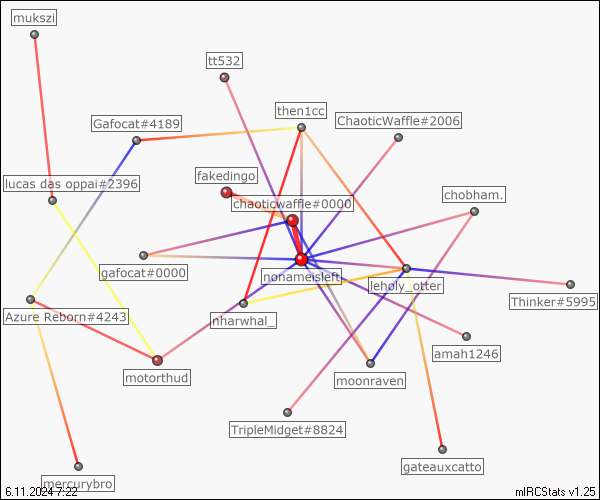 mukszi
tt532
then1cc
Gafocat#4189
ChaoticWaffle#2006
fakedingo
lucas das oppai#2396
chobham.
chaoticwaffle#0000
gafocat#0000
nonameisleft
leholy_otter
Thinker#5995
Azure Reborn#4243
nharwhal_
amah1246
motorthud
moonraven
TripleMidget#8824
gateauxcatto
mercurybro
6.11.2024 7:22
mIRCStats v1.25